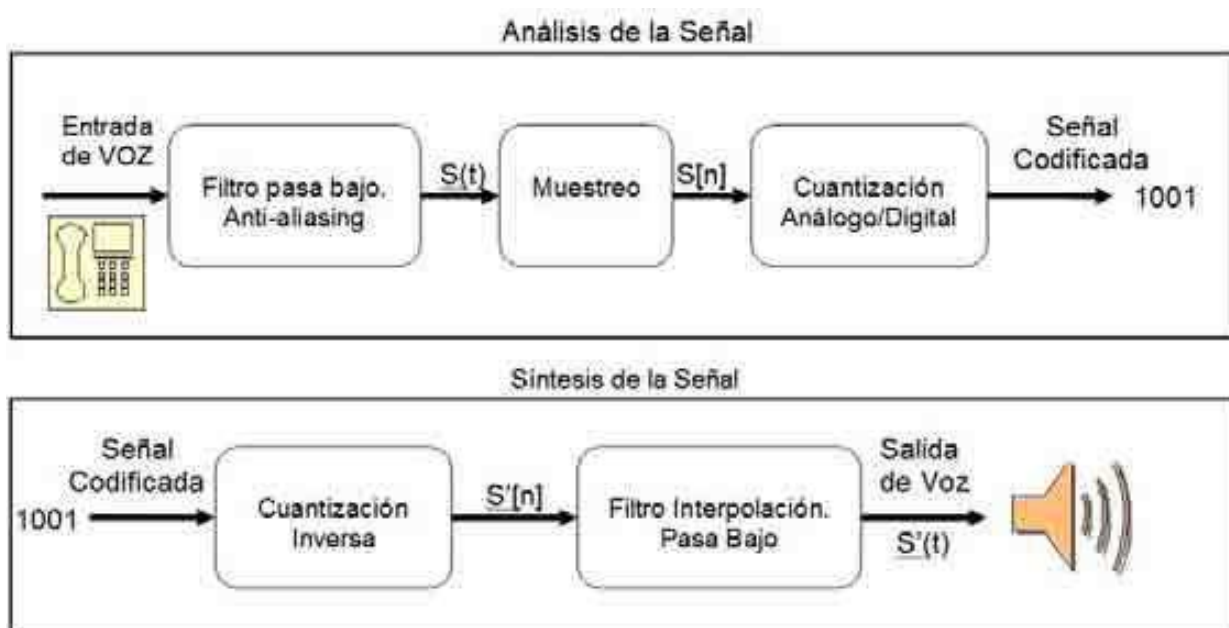 Análisis de la Señal
Entrada
de VOZ
Filtro pasa bajo.
Anti-aliasing
S(t)
Muestreo
S[n]
Cuantización
Análogo/Digital
Señal
Codificada
1001
Síntesis de la Señal
1001
Señal
Codificada
Cuantización
Inversa
S'[n]
Filtro Interpolación.
Pasa Bajo
Salida
de Voz
S'(t)